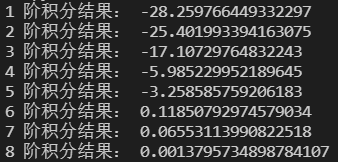 1 阶积分结果： -28.259766449332297
2 阶积分结果： -25.401993394163075
3 阶积分结果： -17.10729764832243
4 阶积分结果： -5.985229952189645
5 阶积分结果： -3.258585759206183
6 阶积分结果： 0.11850792974579034
7 阶积分结果： 0.06553113990822518
8 阶积分结果： 0.0013795734898784107